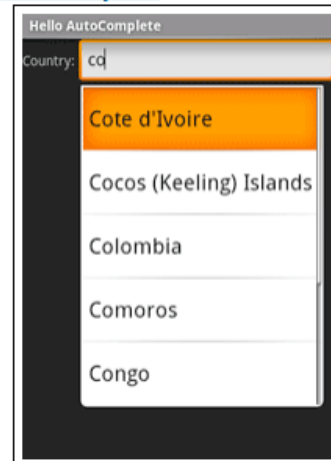 Hello AutoComplete
Country: co
Cote d'Ivoire
Cocos (Keeling) Islands
Colombia
Comoros
Congo